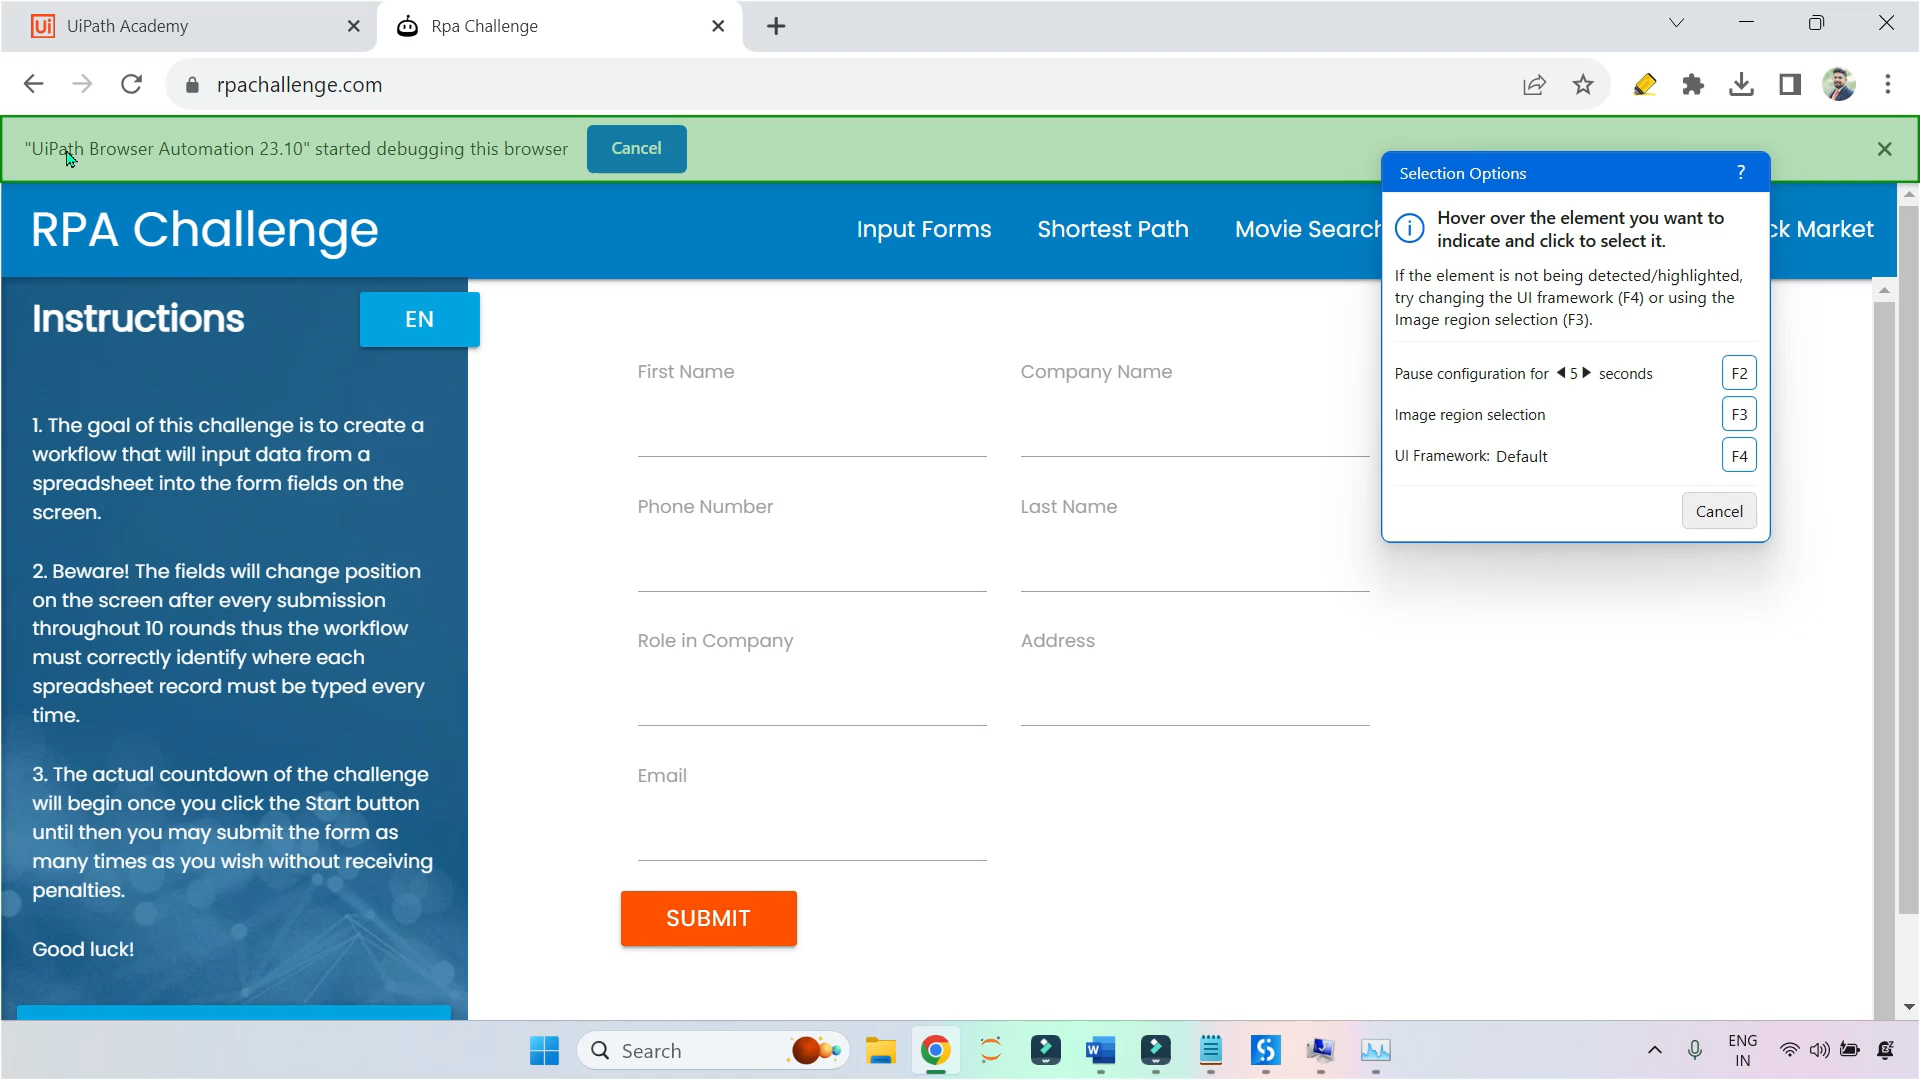 UiPath Academy
Rpa Challenge
rpachallenge.com
"UiPath Browser Automation 23.10" started debugging this browser
Cancel
RPA Challenge
Input Forms
Shortest Path
Movie Search
ck Market
Selection Options
?
Hover over the element you want to
indicate and click to select it.
If the element is not being detected/highlighted,
try changing the UI framework (F4) or using the
Image region selection (F3).
Pause configuration for 5 seconds
F2
Image region selection
F3
UI Framework: Default
F4
Cancel
Instructions
EN
1. The goal of this challenge is to create a
workflow that will input data from a
spreadsheet into the form fields on the
screen.
2. Beware! The fields will change position
on the screen after every submission
throughout 10 rounds thus the workflow
must correctly identify where each
spreadsheet record must be typed every
time.
3. The actual countdown of the challenge
will begin once you click the Start button
until then you may submit the form as
many times as you wish without receiving
penalties.
Good luck!
First Name
Company Name
Phone Number
Last Name
Role in Company
Address
Email
SUBMIT
Search
ENG
IN